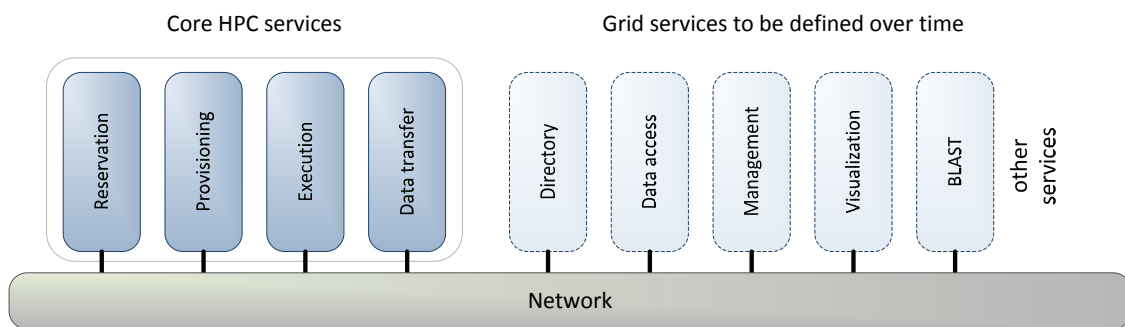 Core HPC services
Grid services to be defined over time
Reservation
Provisioning
Execution
Data transfer
Directory
Data access
Management
Visualization
BLAST
other
services
Network